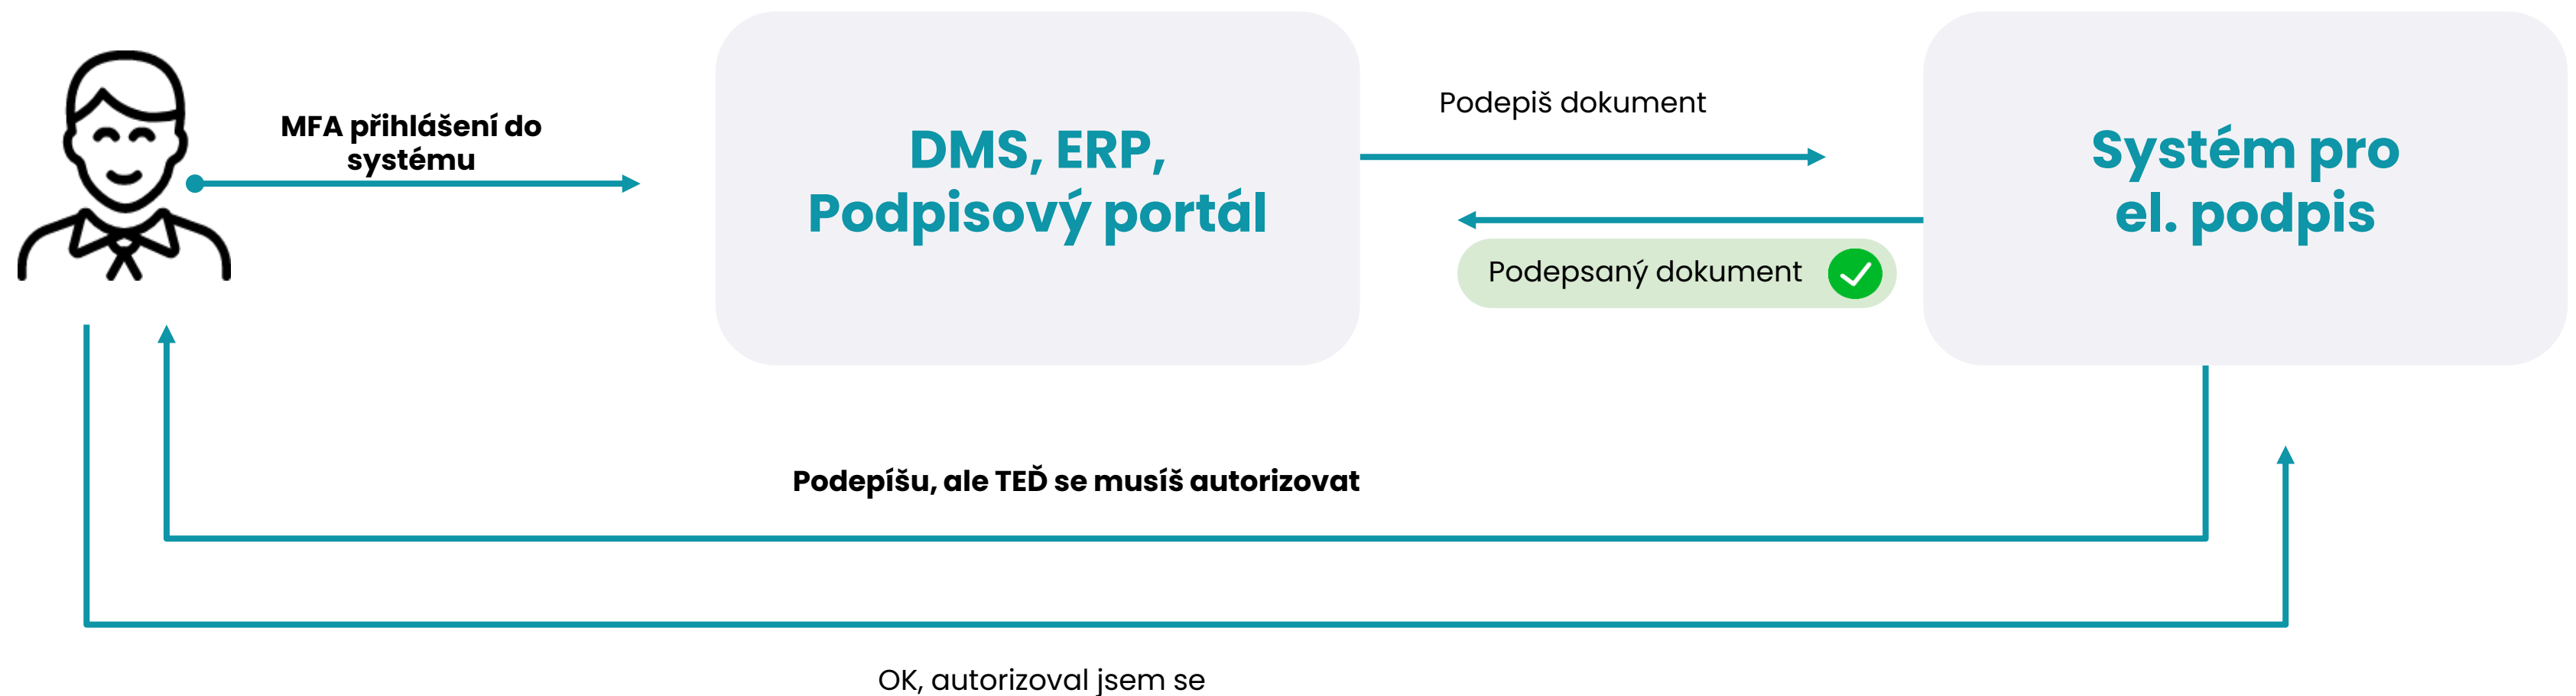 MFA přihlášení do
systému
DMS, ERP,
Podpisový portál
Podepiš dokument
Podepsaný dokument
Systém pro
el. podpis
Podepíšu, ale TEĎ se musíš autorizovat
OK, autorizoval jsem se